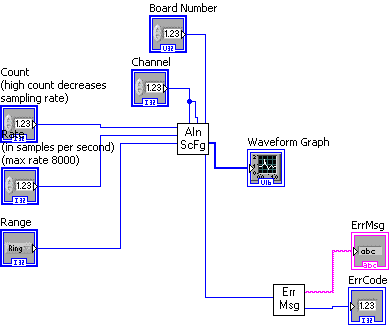 Board Number
1.23
U32
Channel
1.23
I32
Count
(high count decreases
sampling rate)
1.23
I32
Rate
(in samples per second)
(max rate 8000)
1.23
I32
AIn
ScFg
Waveform Graph
U16
Range
Ring
I32
ErrMsg
abc
abc
Err
Msg
ErrCode
1.23
I32